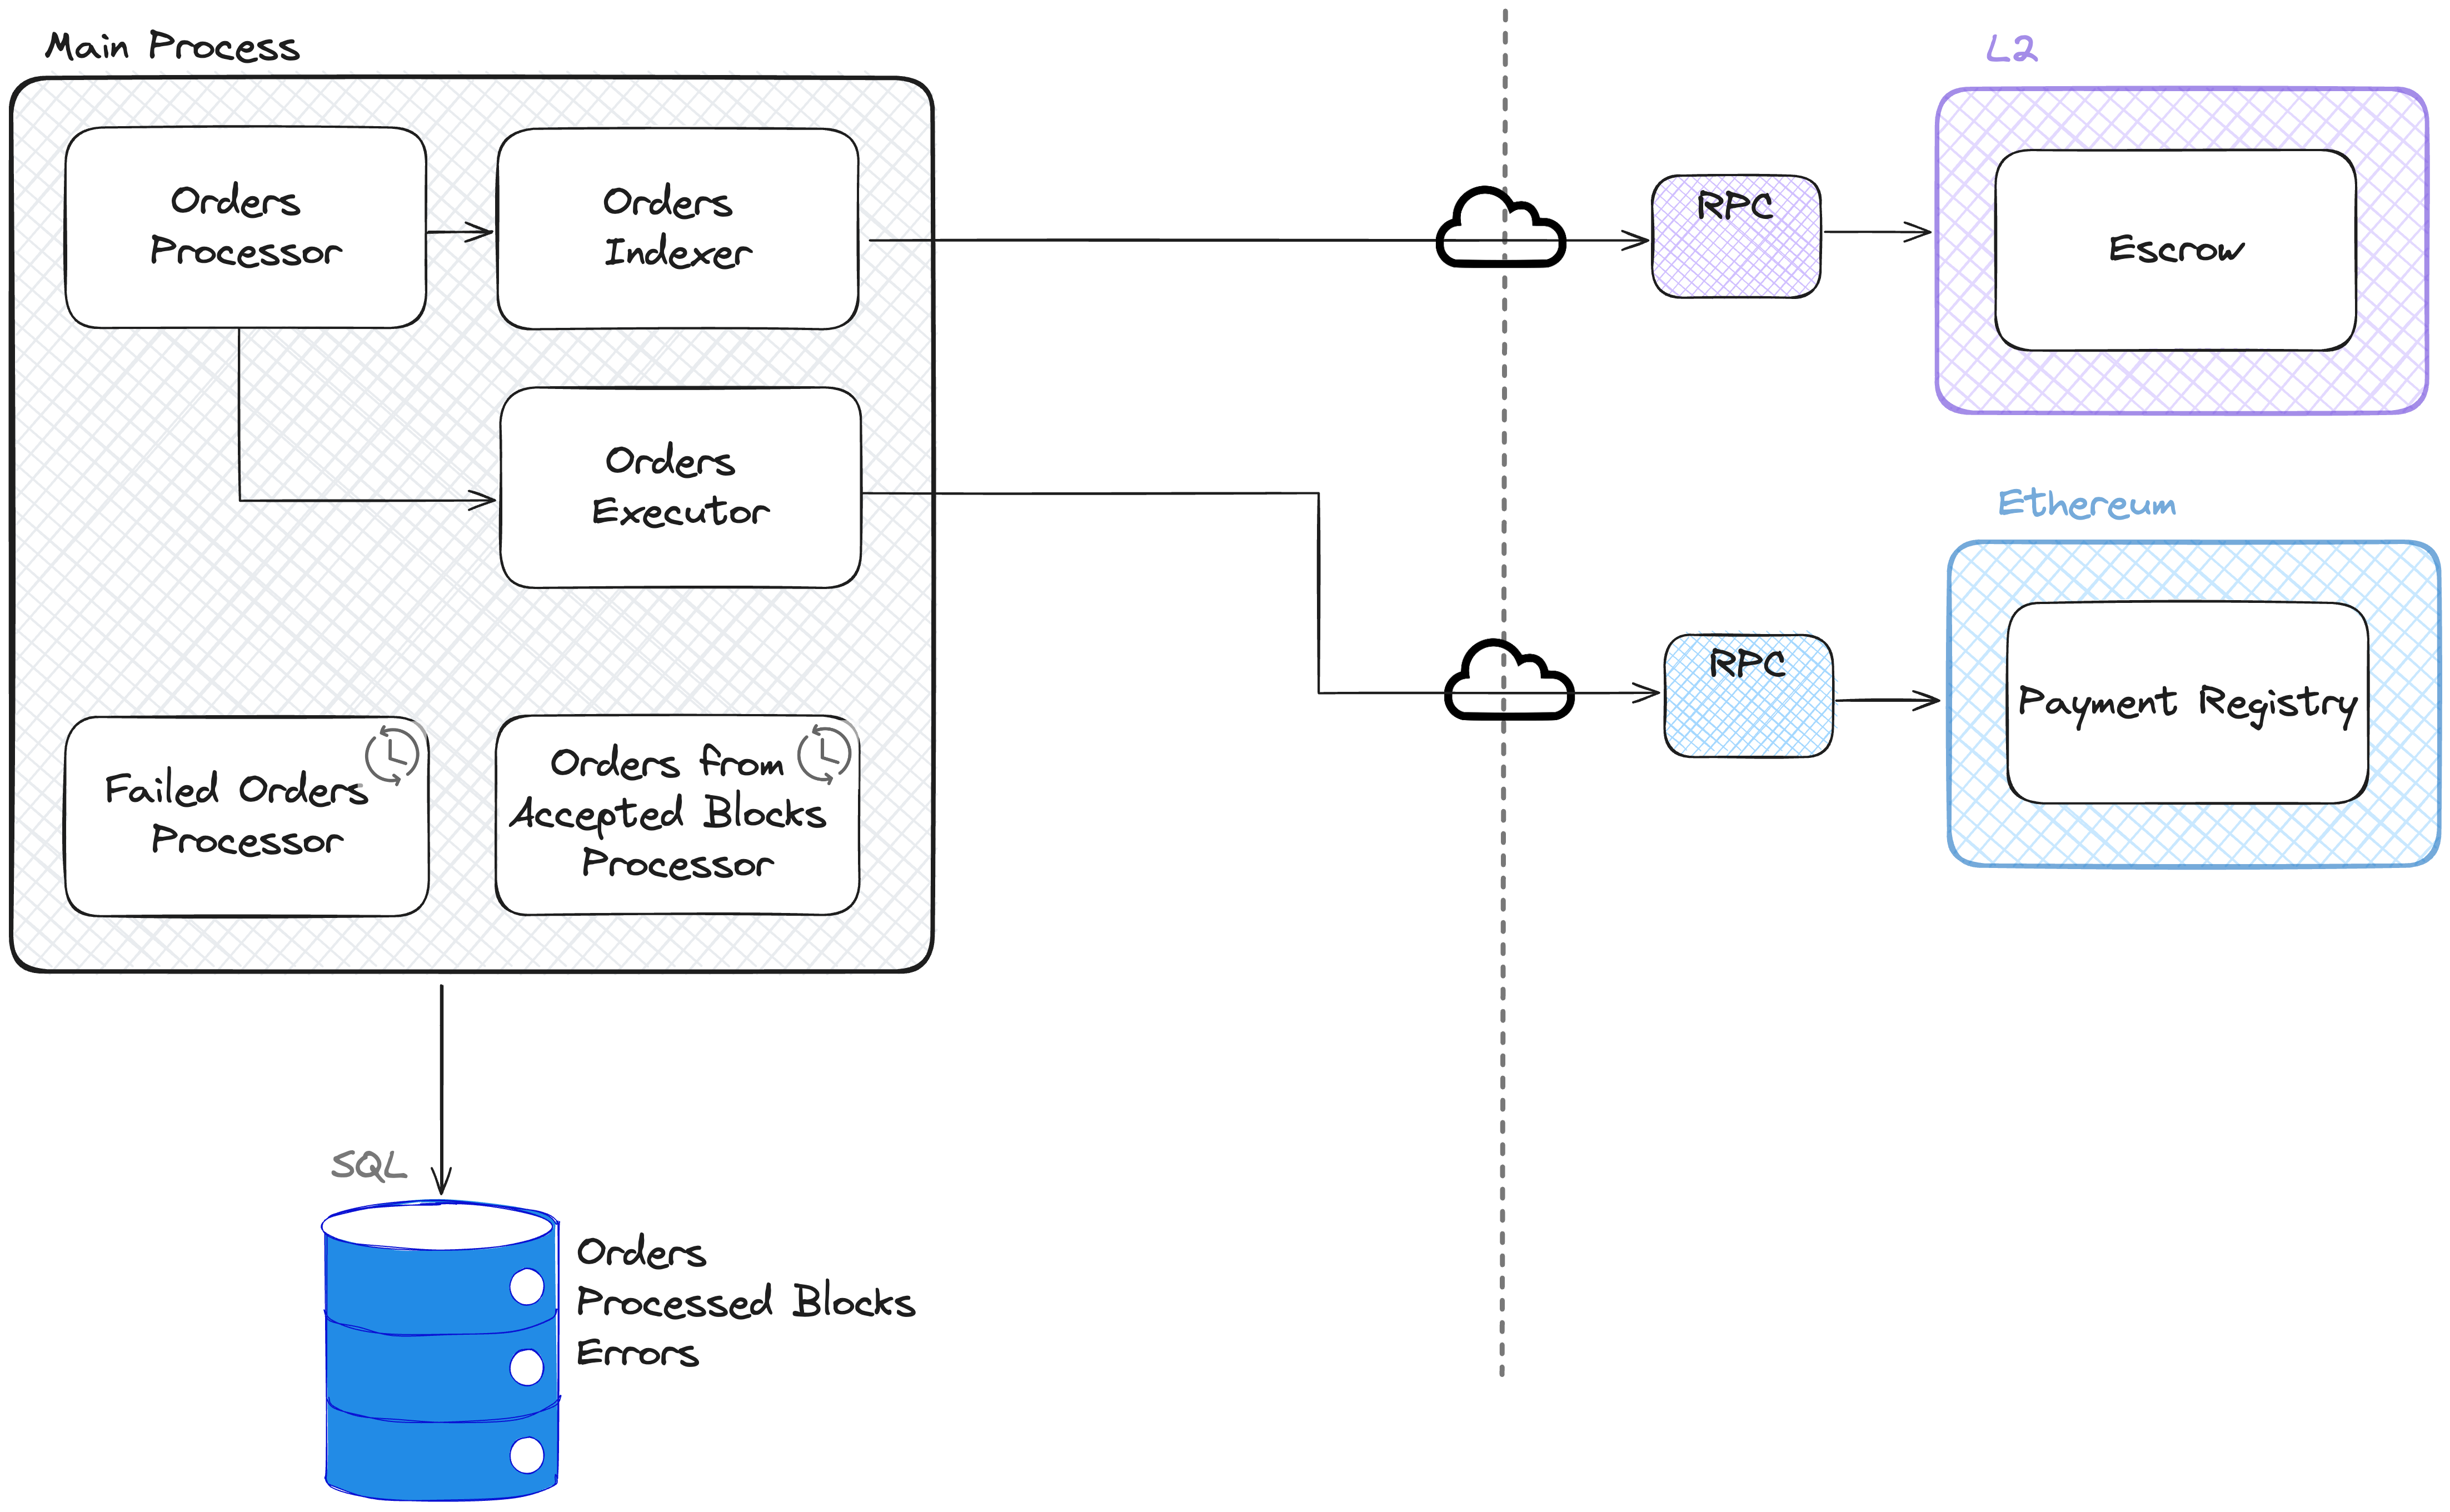 Main Process
Orders
Processor
Orders
Indexer
Orders
Executor
Failed Orders
Processor
Orders from
Accepted Blocks
Processor
RPC
L2
Escrow
RPC
Ethereum
Payment Registry
SQL
Orders
Processed Blocks
Errors